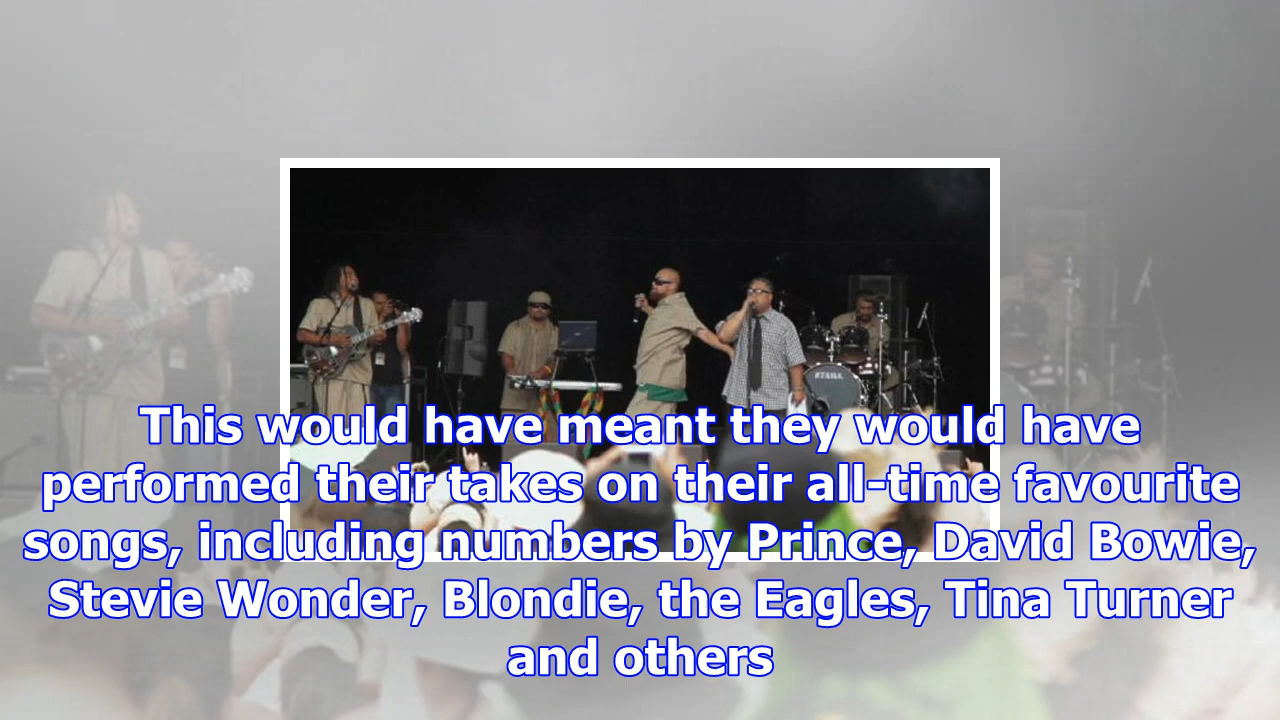 TAMA
This would have meant they would have
performed their takes on their all-time favourite
songs, including numbers by Prince, David Bowie,
Stevie Wonder, Blondie, the Eagles, Tina Turner
and others